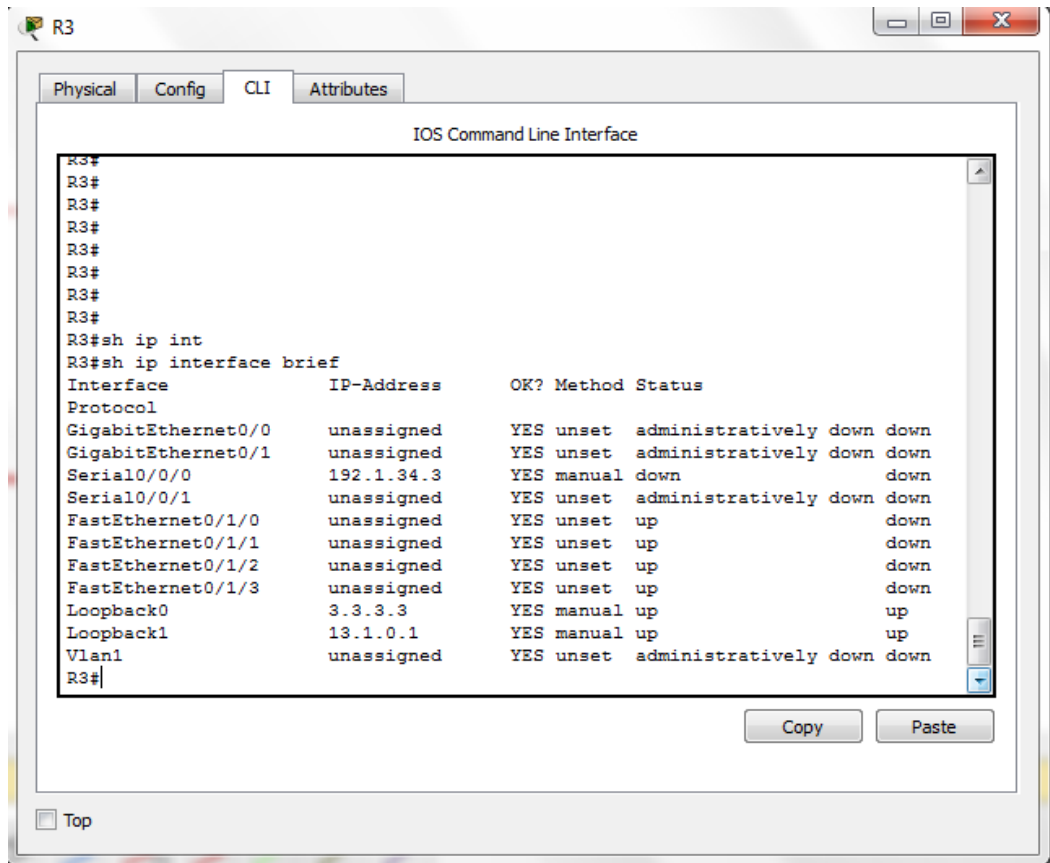 R3
Physical Config CLI Attributes
IOS Command Line Interface
R3#
R3#
R3#
R3#
R3#
R3#
R3#
R3#
R3#sh ip int
R3#sh ip interface brief
Interface IP-Address OK? Method Status
Protocol
GigabitEthernet0/0 unassigned YES unset administratively down down
GigabitEthernet0/1 unassigned YES unset administratively down down
Serial0/0/0 192.1.34.3 YES manual down down
Serial0/0/1 unassigned YES unset administratively down down
FastEthernet0/1/0 unassigned YES unset up down
FastEthernet0/1/1 unassigned YES unset up down
FastEthernet0/1/2 unassigned YES unset up down
FastEthernet0/1/3 unassigned YES unset up down
Loopback0 3.3.3.3 YES manual up up
Loopback1 13.1.0.1 YES manual up up
Vlan1 unassigned YES unset administratively down down
R3#
Copy Paste
Top